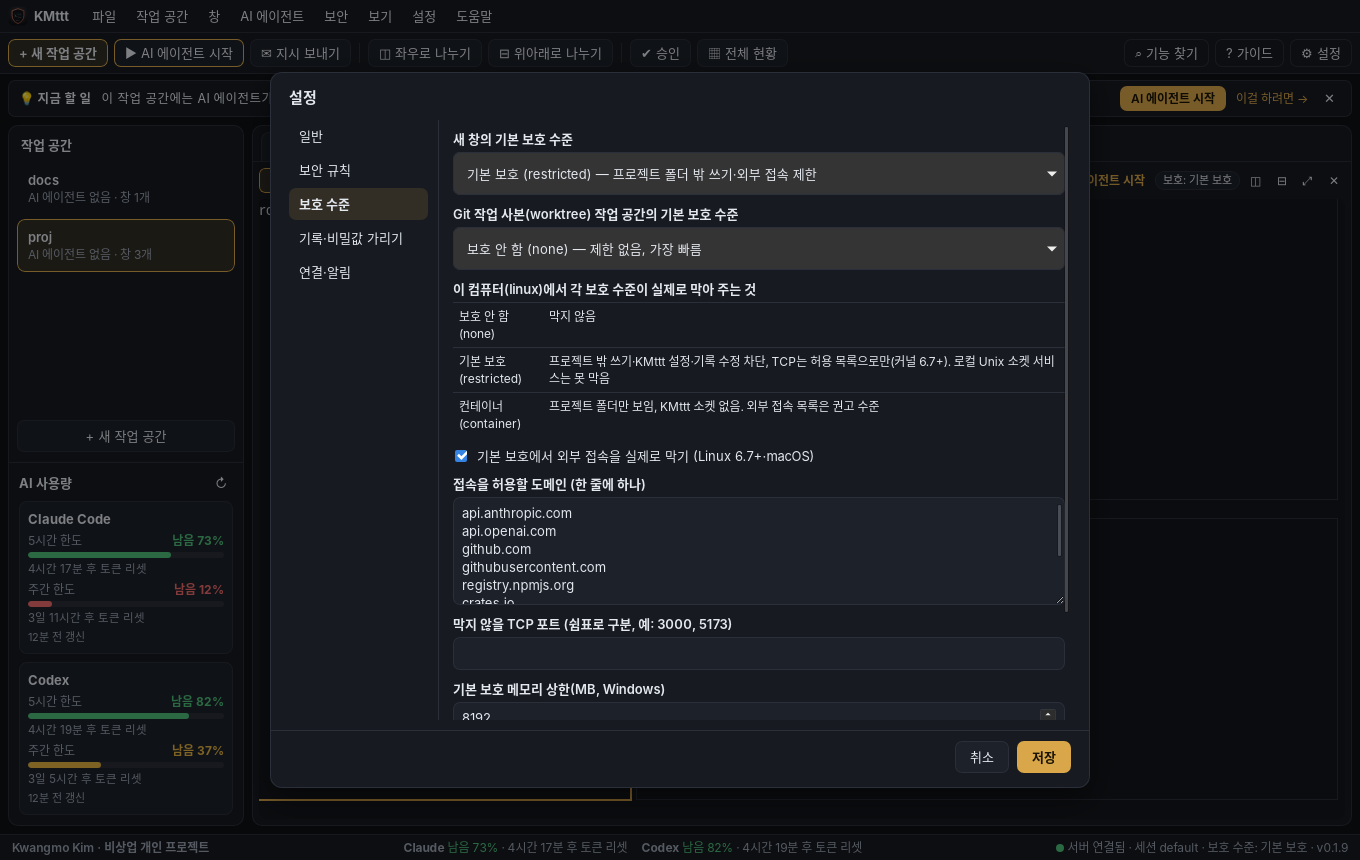 KMttt 파일 작업 공간 창 AI 에이전트 보안 보기 설정 도움말
+ 새 작업 공간 ▶ AI 에이전트 시작 ✉ 지시 보내기 ◫ 좌우로 나누기 ⊟ 위아래로 나누기 ✔ 승인 ▦ 전체 현황 ⌕ 기능 찾기 ? 가이드 ⚙ 설정
💡 지금 할 일 이 작업 공간에는 AI 에이전트가
AI 에이전트 시작 이걸 하려면 → ✕
작업 공간
docs
AI 에이전트 없음 · 창 1개
proj
AI 에이전트 없음 · 창 3개
+ 새 작업 공간
AI 사용량 ↻
Claude Code
5시간 한도 남음 73%
4시간 17분 후 토큰 리셋
주간 한도 남음 12%
3일 11시간 후 토큰 리셋
12분 전 갱신
Codex
5시간 한도 남음 82%
4시간 19분 후 토큰 리셋
주간 한도 남음 37%
3일 5시간 후 토큰 리셋
12분 전 갱신
이전트 시작 보호: 기본 보호 ◫ ⊟ ⤢ ✕
설정
일반
보안 규칙
보호 수준
기록·비밀값 가리기
연결·알림
새 창의 기본 보호 수준
기본 보호 (restricted) — 프로젝트 폴더 밖 쓰기·외부 접속 제한
Git 작업 사본(worktree) 작업 공간의 기본 보호 수준
보호 안 함 (none) — 제한 없음, 가장 빠름
이 컴퓨터(linux)에서 각 보호 수준이 실제로 막아 주는 것
보호 안 함 막지 않음
(none)
기본 보호 프로젝트 밖 쓰기·KMttt 설정·기록 수정 차단, TCP는 허용 목록으로만(커널 6.7+). 로컬 Unix 소켓 서비
(restricted) 스는 못 막음
컨테이너 프로젝트 폴더만 보임, KMttt 소켓 없음. 외부 접속 목록은 권고 수준
(container)
기본 보호에서 외부 접속을 실제로 막기 (Linux 6.7+·macOS)
접속을 허용할 도메인 (한 줄에 하나)
api.anthropic.com
api.openai.com
github.com
githubusercontent.com
registry.npmjs.org
crates.io
막지 않을 TCP 포트 (쉼표로 구분, 예: 3000, 5173)
기본 보호 메모리 상한(MB, Windows)
8192
취소 저장
Kwangmo Kim · 비상업 개인 프로젝트 Claude 남음 73% · 4시간 17분 후 토큰 리셋 Codex 남음 82% · 4시간 19분 후 토큰 리셋 서버 연결됨 · 세션 default · 보호 수준: 기본 보호 · v0.1.9